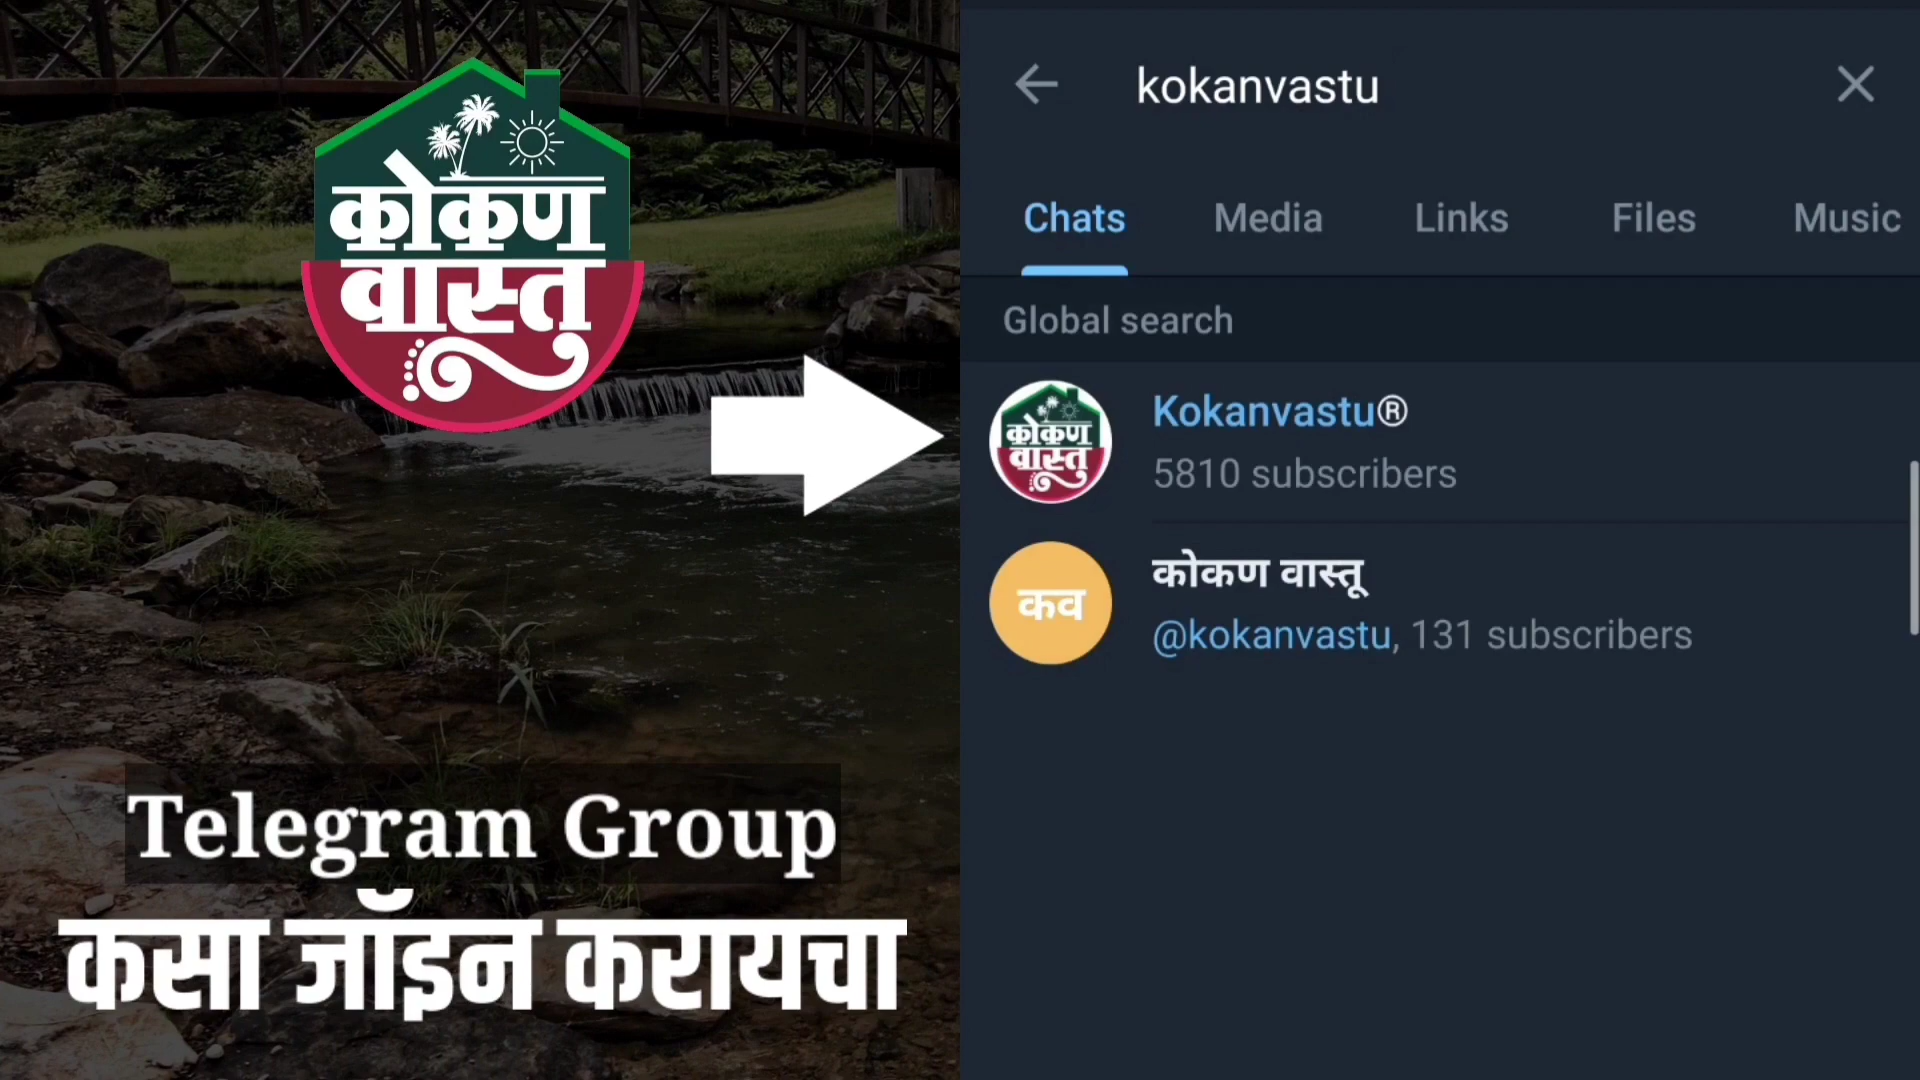 कोकण
वास्तु
Telegram Group
कसा जॉइन करायचा
kokanvastu
Chats Media Links Files Music
Global search
कोकण
वास्तु
Kokanvastu®
5810 subscribers
कव
कोकण वास्तू
@kokanvastu, 131 subscribers